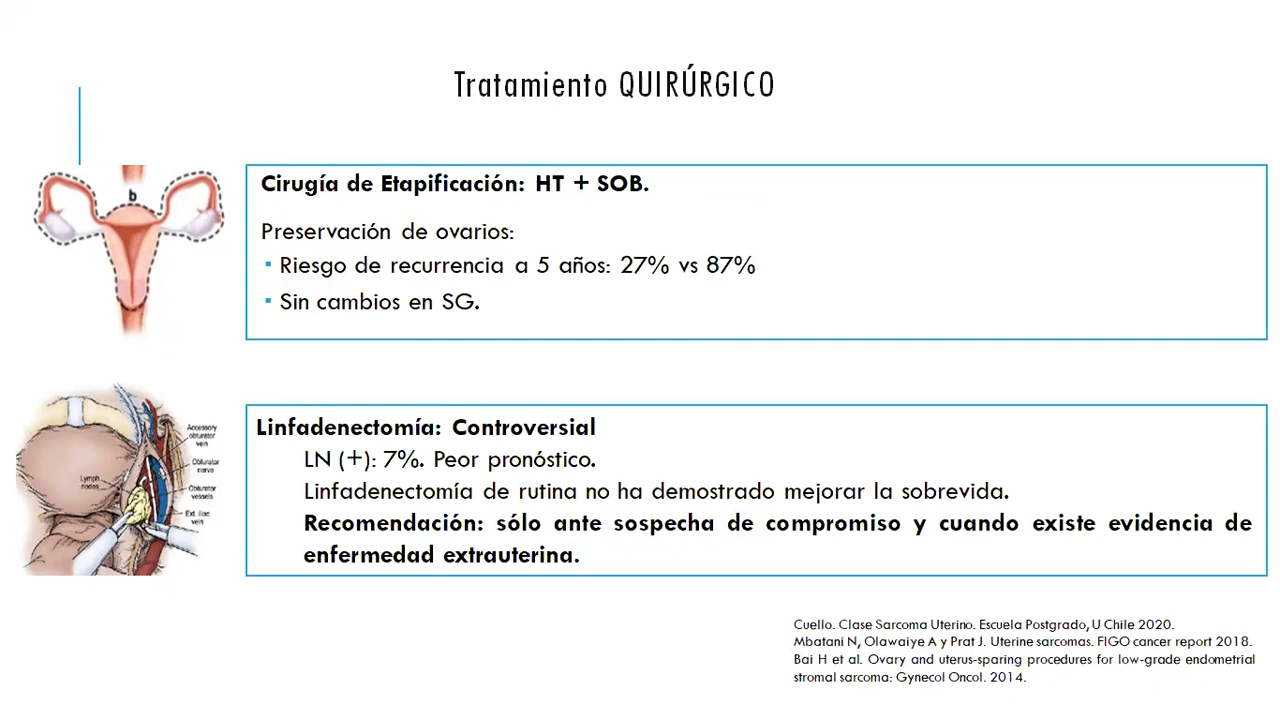 Tratamiento QUIRÚRGICO
b
Cirugía de Etapificación: HT + SOB.
Preservación de ovarios:
▪ Riesgo de recurrencia a 5 años: 27% vs 87%
▪ Sin cambios en SG.
Accessory
obturator
vein
Obturator
nerve
Lymph
nodes
Obturator
vessels
Ext. iliac
vein
Linfadenectomía: Controversial
LN (+): 7%. Peor pronóstico.
Linfadenectomía de rutina no ha demostrado mejorar la sobrevida.
Recomendación: sólo ante sospecha de compromiso y cuando existe evidencia de
enfermedad extrauterina.
Cuello. Clase Sarcoma Uterino. Escuela Postgrado, U Chile 2020.
Mbatani N, Olawaiye A y Prat J. Uterine sarcomas. FIGO cancer report 2018.
Bai H et al. Ovary and uterus-sparing procedures for low-grade endometrial
stromal sarcoma: Gynecol Oncol. 2014.